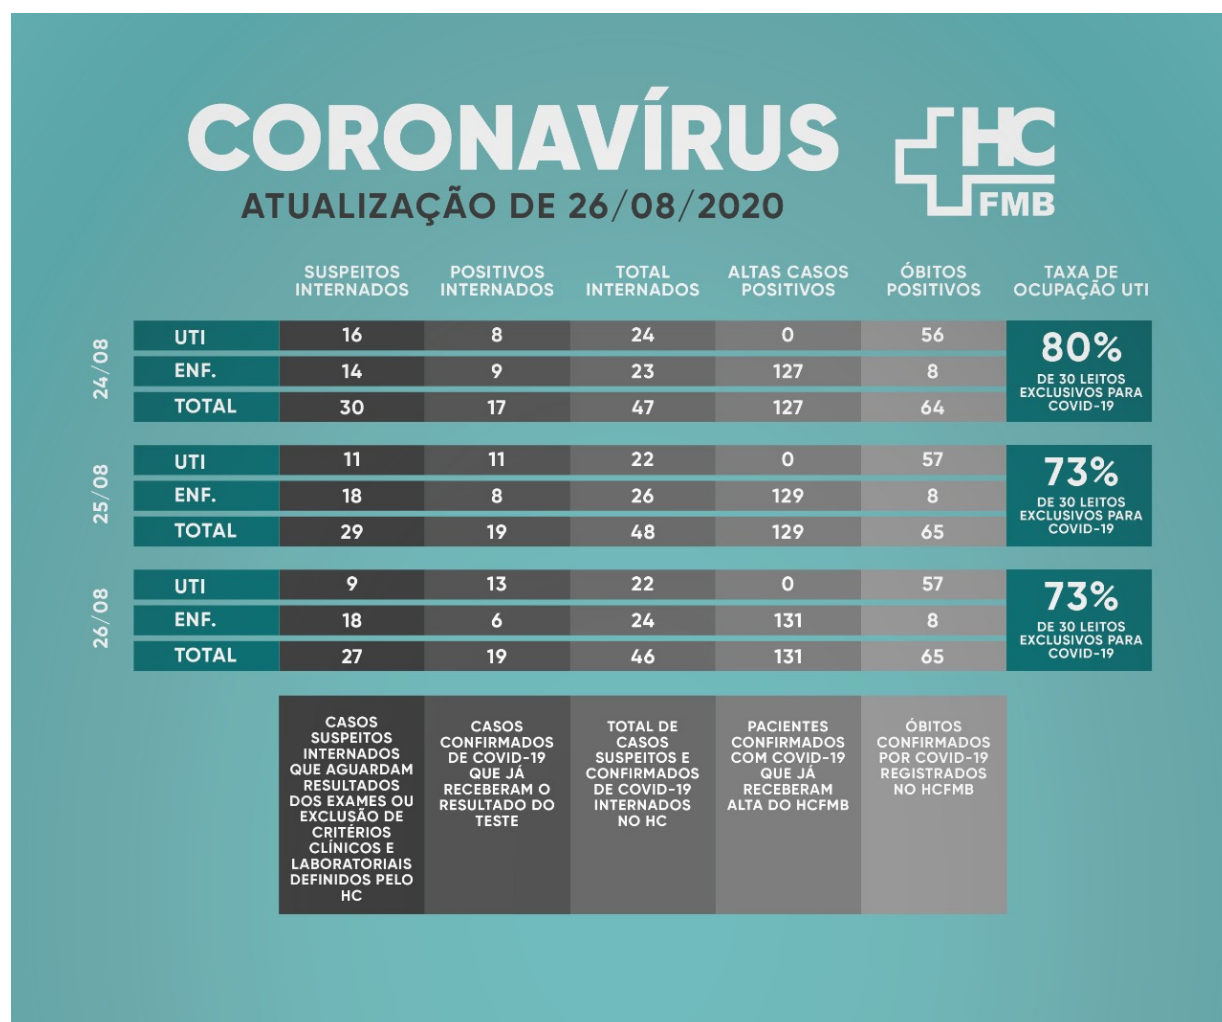 CORONAVÍRUS
ATUALIZAÇÃO DE 26/08/2020
HC
FMB
SUSPEITOS INTERNADOS POSITIVOS INTERNADOS TOTAL INTERNADOS ALTAS CASOS POSITIVOS ÓBITOS POSITIVOS TAXA DE OCUPAÇÃO UTI
24/08
UTI 16 8 24 0 56
ENF. 14 9 23 127 8
TOTAL 30 17 47 127 64
80%
DE 30 LEITOS
EXCLUSIVOS PARA
COVID-19
25/08
UTI 11 11 22 0 57
ENF. 18 8 26 129 8
TOTAL 29 19 48 129 65
73%
DE 30 LEITOS
EXCLUSIVOS PARA
COVID-19
26/08
UTI 9 13 22 0 57
ENF. 18 6 24 131 8
TOTAL 27 19 46 131 65
73%
DE 30 LEITOS
EXCLUSIVOS PARA
COVID-19
CASOS
SUSPEITOS
INTERNADOS
QUE AGUARDAM
RESULTADOS
DOS EXAMES OU
EXCLUSÃO DE
CRITÉRIOS
CLÍNICOS E
LABORATORIAIS
DEFINIDOS PELO
HC
CASOS
CONFIRMADOS
DE COVID-19
QUE JÁ
RECEBERAM O
RESULTADO DO
TESTE
TOTAL DE
CASOS
SUSPEITOS E
CONFIRMADOS
DE COVID-19
INTERNADOS
NO HC
PACIENTES
CONFIRMADOS
COM COVID-19
QUE JÁ
RECEBERAM
ALTA DO HCFMB
ÓBITOS
CONFIRMADOS
POR COVID-19
REGISTRADOS
NO HCFMB